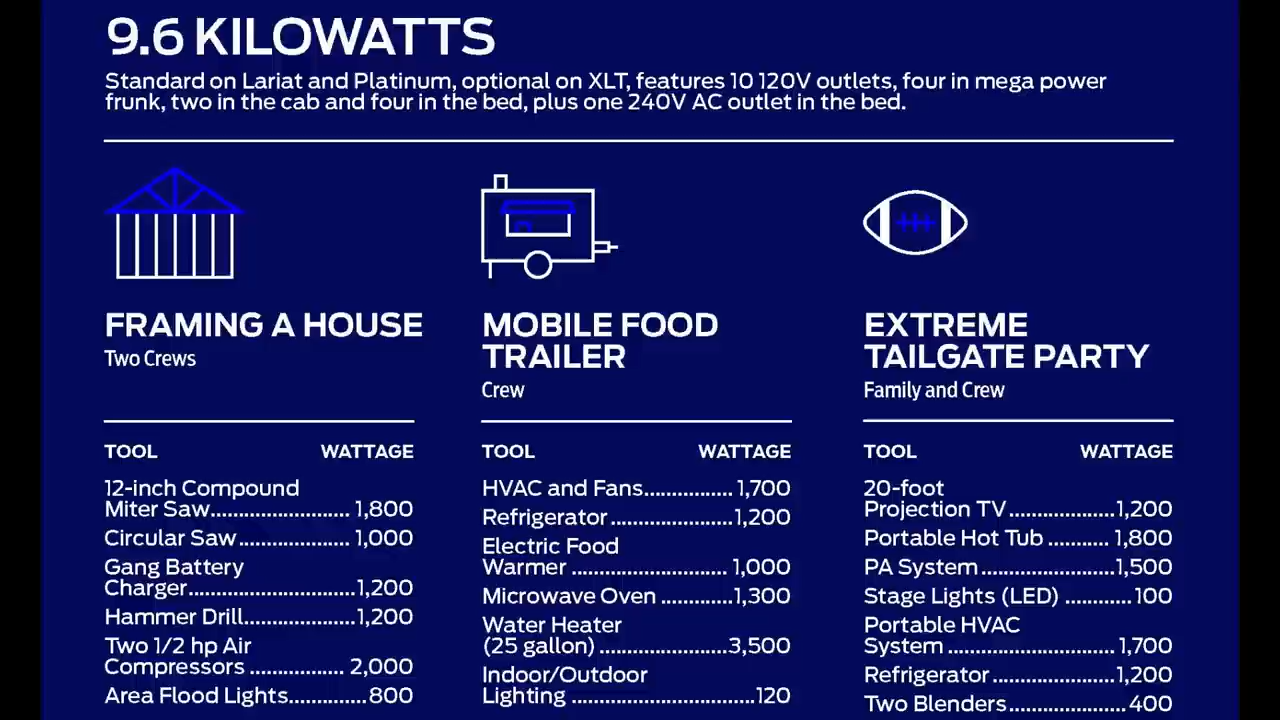 9.6 KILOWATTS
Standard on Lariat and Platinum, optional on XLT, features 10 120V outlets, four in mega power
frunk, two in the cab and four in the bed, plus one 240V AC outlet in the bed.
FRAMING A HOUSE
Two Crews
TOOL WATTAGE
12-inch Compound
Miter Saw........................... 1,800
Circular Saw..................... 1,000
Gang Battery
Charger................................1,200
Hammer Drill.....................1,200
Two 1/2 hp Air
Compressors .................. 2,000
Area Flood Lights...............800
MOBILE FOOD
TRAILER
Crew
TOOL WATTAGE
HVAC and Fans................. 1,700
Refrigerator .......................1,200
Electric Food
Warmer .............................. 1,000
Microwave Oven ..............1,300
Water Heater
(25 gallon) ........................3,500
Indoor/Outdoor
Lighting ...................................120
EXTREME
TAILGATE PARTY
Family and Crew
TOOL WATTAGE
20-foot
Projection TV....................1,200
Portable Hot Tub ........... 1,800
PA System..........................1,500
Stage Lights (LED) .............100
Portable HVAC
System ................................ 1,700
Refrigerator .......................1,200
Two Blenders......................400